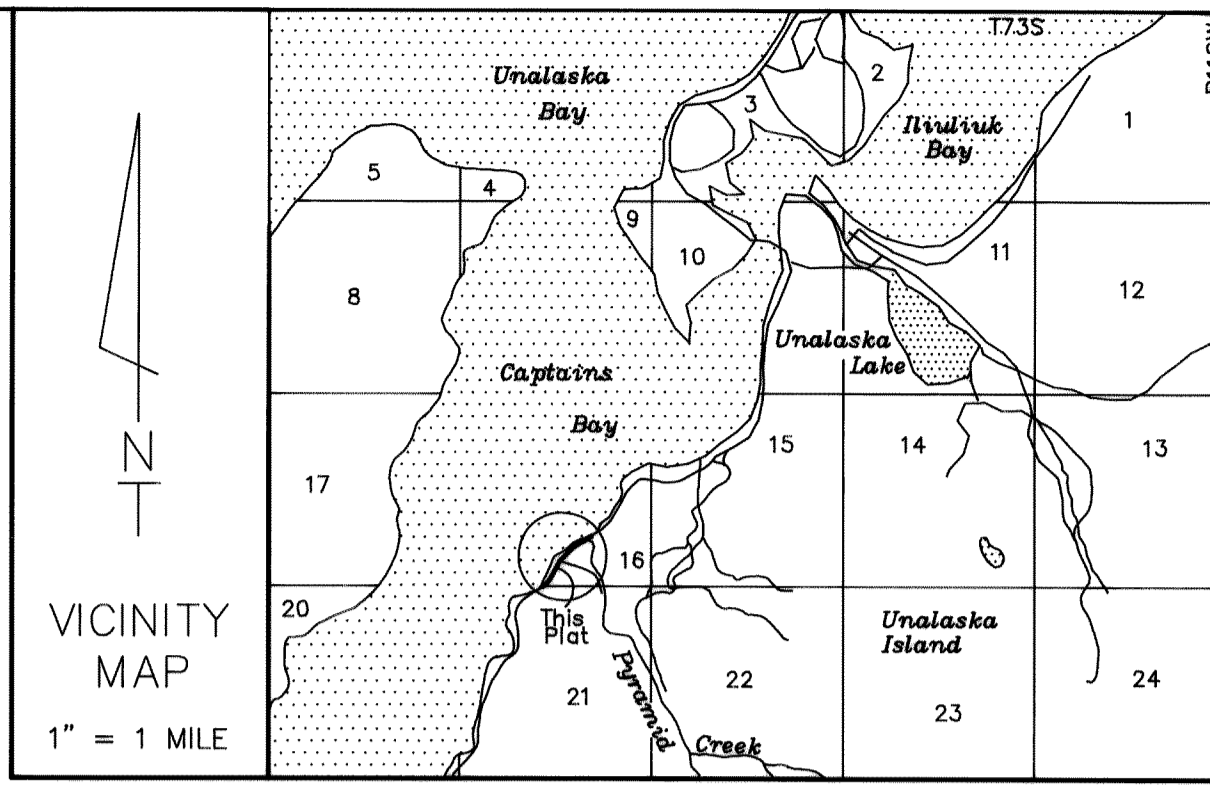 N
VICINITY
MAP
1" = 1 MILE
T73S
Unalaska
Bay
2
3
1
Iliuliuk
Bay
5
4
9
10
11
8
12
Unalaska
Lake
Captains
Bay
15
14
13
17
16
20
This
Plat
Unalaska
Island
21
Pyramid
Creek
22
23
24